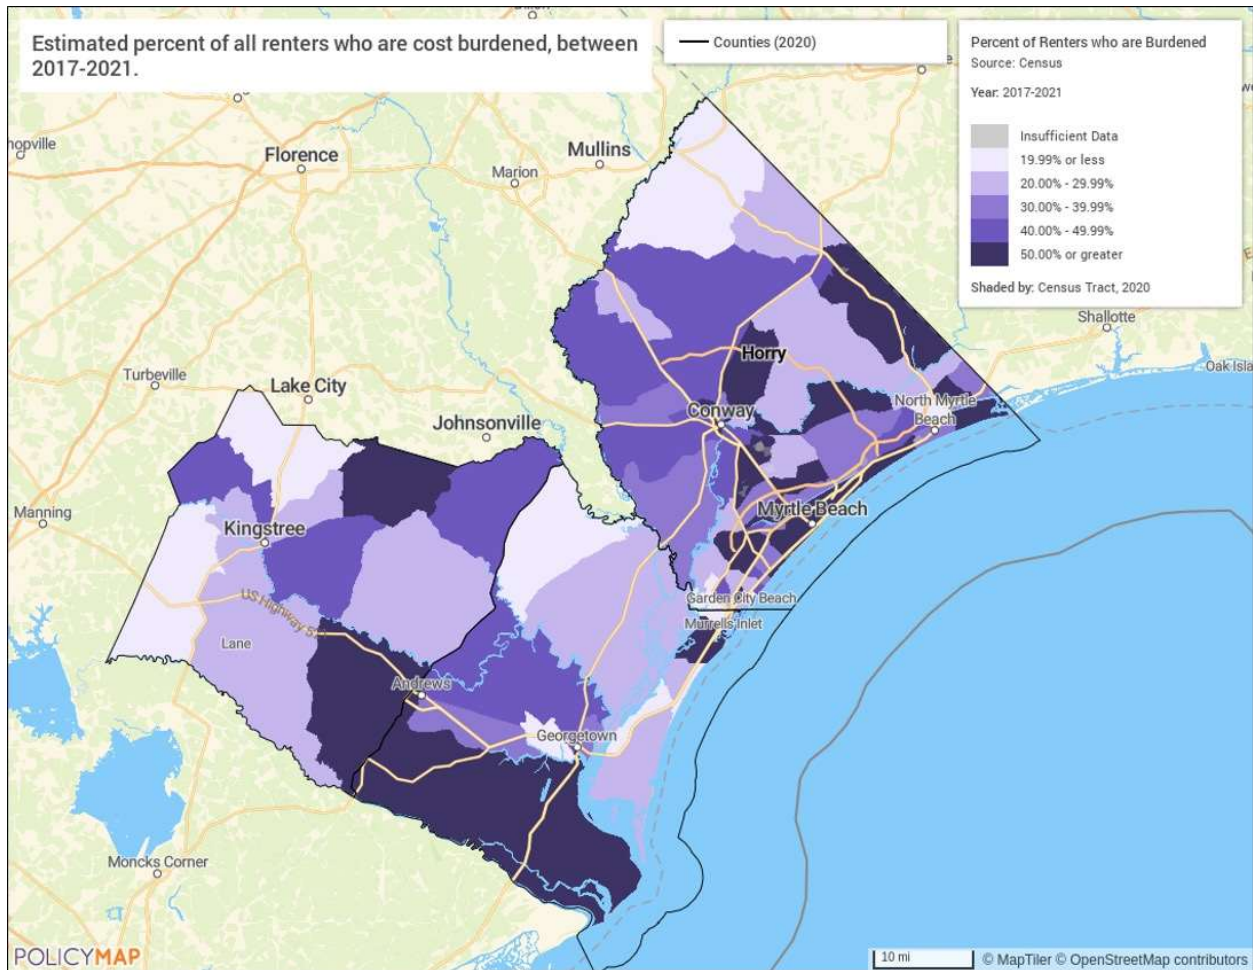 Estimated percent of all renters who are cost burdened, between
2017-2021.
Counties (2020)
Percent of Renters who are Burdened
Source: Census
Year: 2017-2021
Insufficient Data
19.99% or less
20.00% - 29.99%
30.00% - 39.99%
40.00% - 49.99%
50.00% or greater
Shaded by: Census Tract, 2020
Florence
Mullins
Marion
Shallotte
Oak Isla
Turbeville
Lake City
Horry
Johnsonville
Conway
North Myrtle
Beach
Manning
Kingstree
Myrtle Beach
US Highway 52
Garden City Beach
Murrells Inlet
Lane
Andrews
Georgetown
Moncks Corner
POLICYMAP
10 mi
© MapTiler © OpenStreetMap contributors